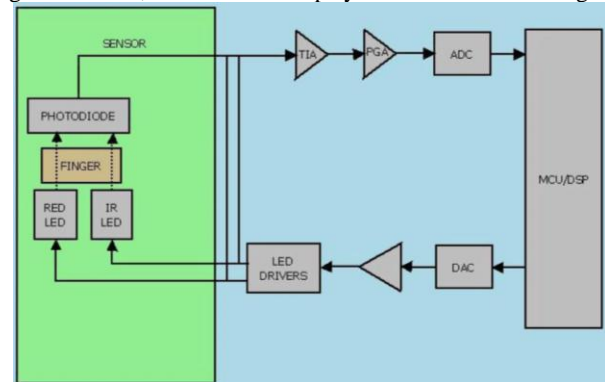 SENSOR
TIA
PGA
ADC
PHOTODIODE
FINGER
MCU/DSP
RED
LED
IR
LED
LED
DRIVERS
DAC